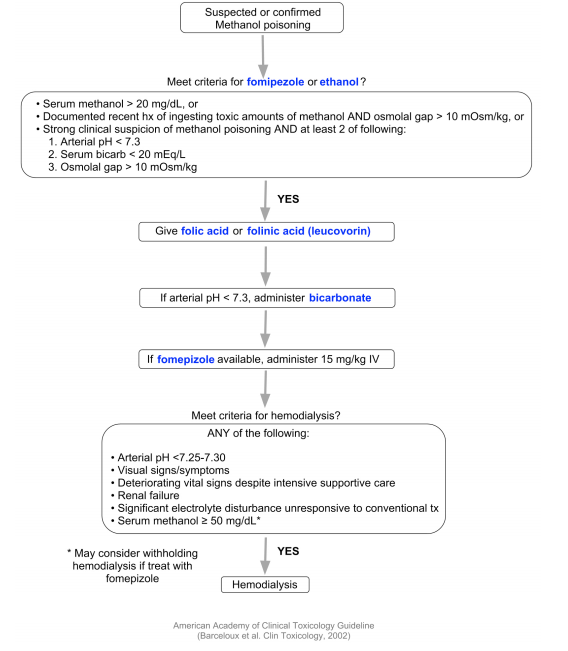 Suspected or confirmed
Methanol poisoning
Meet criteria for fomipezole or ethanol?
• Serum methanol > 20 mg/dL, or
• Documented recent hx of ingesting toxic amounts of methanol AND osmolal gap > 10 mOsm/kg, or
• Strong clinical suspicion of methanol poisoning AND at least 2 of following:
1. Arterial pH < 7.3
2. Serum bicarb < 20 mEq/L
3. Osmolal gap > 10 mOsm/kg
YES
Give folic acid or folinic acid (leucovorin)
If arterial pH < 7.3, administer bicarbonate
If fomepizole available, administer 15 mg/kg IV
Meet criteria for hemodialysis?
ANY of the following:
• Arterial pH <7.25-7.30
• Visual signs/symptoms
• Deteriorating vital signs despite intensive supportive care
• Renal failure
• Significant electrolyte disturbance unresponsive to conventional tx
• Serum methanol ≥ 50 mg/dL*
YES
* May consider withholding
hemodialysis if treat with
fomepizole
Hemodialysis
American Academy of Clinical Toxicology Guideline
(Barceloux et al. Clin Toxicology, 2002)